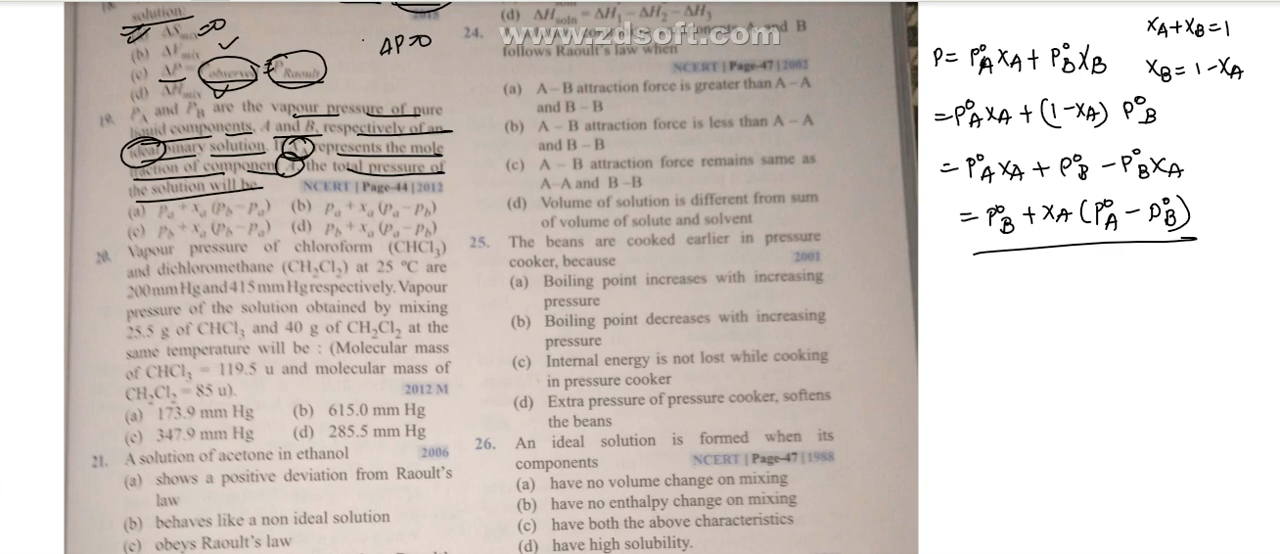 solution?
2015
ΔS_mix = 0
(b) ΔV_mix
ΔP=0
(c) ΔP = P_observed – P_Raoult
(d) ΔH_mix
19. P_A and P_B are the vapour pressure of pure
liquid components, A and B, respectively of an
ideal binary solution. If x_A represents the mole
fraction of component A, the total pressure of
the solution will be NCERT | Page-44 | 2012
(a) P_a + x_a (P_b – P_a) (b) P_a + x_a (P_a – P_b)
(c) P_b + x_a (P_b – P_a) (d) P_b + x_a (P_a – P_b)
20. Vapour pressure of chloroform (CHCl₃)
and dichloromethane (CH₂Cl₂) at 25 °C are
200 mm Hg and 415 mm Hg respectively. Vapour
pressure of the solution obtained by mixing
25.5 g of CHCl₃ and 40 g of CH₂Cl₂ at the
same temperature will be : (Molecular mass
of CHCl₃ = 119.5 u and molecular mass of
CH₂Cl₂ = 85 u). 2012 M
(a) 173.9 mm Hg (b) 615.0 mm Hg
(c) 347.9 mm Hg (d) 285.5 mm Hg
21. A solution of acetone in ethanol 2006
(a) shows a positive deviation from Raoult's
law
(b) behaves like a non ideal solution
(c) obeys Raoult's law
(d) ΔH_soln = ΔH₁ – ΔH₂ – ΔH₃
www.zdsoft.com
24. and B
follows Raoult's law when
NCERT | Page-47 | 2002
(a) A – B attraction force is greater than A – A
and B – B
(b) A – B attraction force is less than A – A
and B – B
(c) A – B attraction force remains same as
A–A and B –B
(d) Volume of solution is different from sum
of volume of solute and solvent
25. The beans are cooked earlier in pressure
cooker, because 2001
(a) Boiling point increases with increasing
pressure
(b) Boiling point decreases with increasing
pressure
(c) Internal energy is not lost while cooking
in pressure cooker
(d) Extra pressure of pressure cooker, softens
the beans
26. An ideal solution is formed when its
components NCERT | Page-47 | 1988
(a) have no volume change on mixing
(b) have no enthalpy change on mixing
(c) have both the above characteristics
(d) have high solubility.
x_A + x_B = 1
P = P°_A x_A + P°_B x_B
x_B = 1 - x_A
= P°_A x_A + (1-x_A) P°_B
= P°_A x_A + P°_B - P°_B x_A
= P°_B + x_A (P°_A - P°_B)